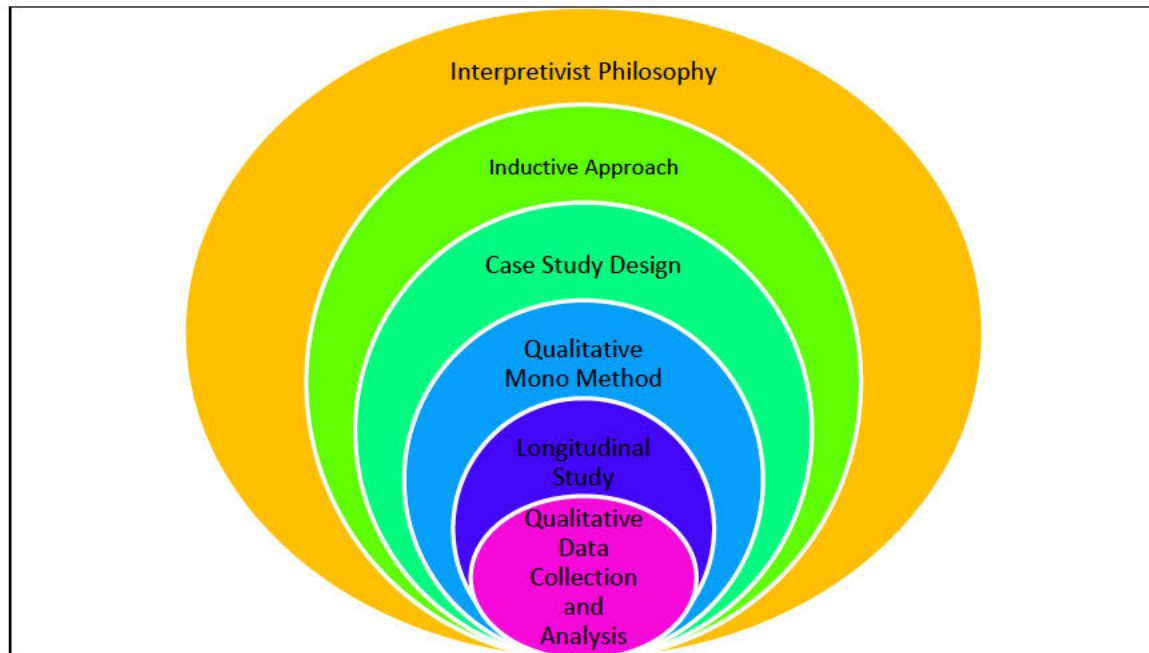 Interpretivist Philosophy
Inductive Approach
Case Study Design
Qualitative
Mono Method
Longitudinal
Study
Qualitative
Data
Collection
and
Analysis